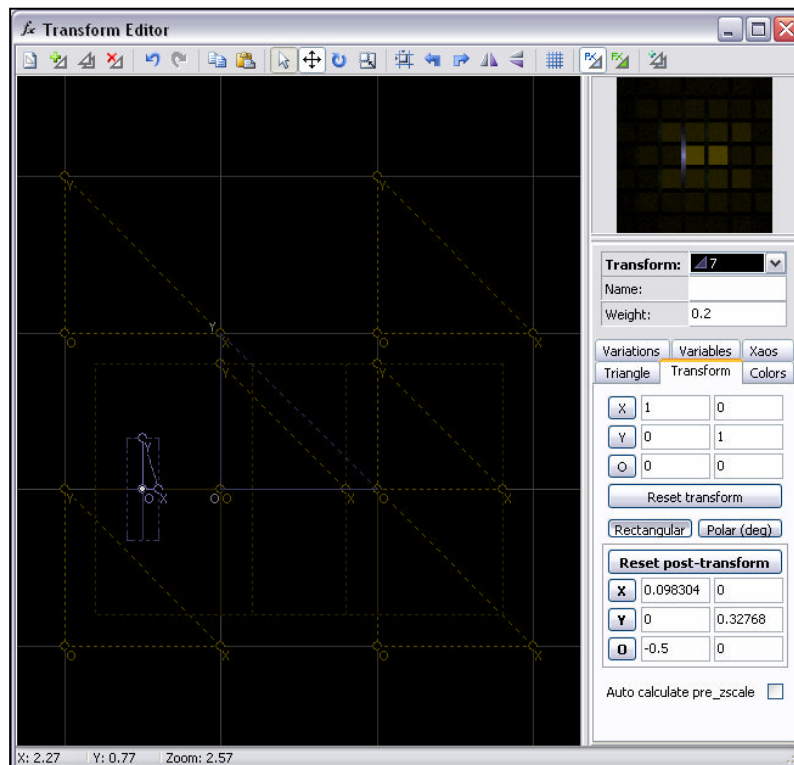 fx Transform Editor
Transform: 7
Name:
Weight: 0.2
Variations Variables Xaos
Triangle Transform Colors
X 1 0
Y 0 1
O 0 0
Reset transform
Rectangular Polar (deg)
Reset post-transform
X 0.098304 0
Y 0 0.32768
O -0.5 0
Auto calculate pre_zscale
Y Y
Y
O X O X
Y Y
Y
Y O X O O X O X
O X O X
X: 2.27 Y: 0.77 Zoom: 2.57